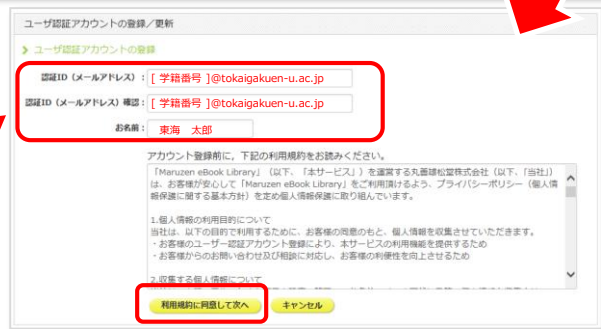 ユーザ認証アカウントの登録／更新
ユーザ認証アカウントの登録
認証ID（メールアドレス）：[ 学籍番号 ]@tokaigakuen-u.ac.jp
認証ID（メールアドレス）確認：[ 学籍番号 ]@tokaigakuen-u.ac.jp
お名前：東海　太郎
アカウント登録前に，下記の利用規約をお読みください。
「Maruzen eBook Library」（以下、「本サービス」）を運営する丸善雄松堂株式会社（以下、「当社」）
は、お客様が安心して「Maruzen eBook Library」をご利用頂けるよう、プライバシーポリシー（個人情
報保護に関する基本方針）を定め個人情報保護に取り組んでいます。
1.個人情報の利用目的について
当社は、以下の目的で利用するために、お客様の同意のもと、個人情報を収集させていただきます。
・お客様のユーザー認証アカウント登録により、本サービスの利用機能を提供するため
・お客様からのお問い合わせ及び相談に対応し、お客様の利便性を向上させるため
2.収集する個人情報について
利用規約に同意して次へ
キャンセル